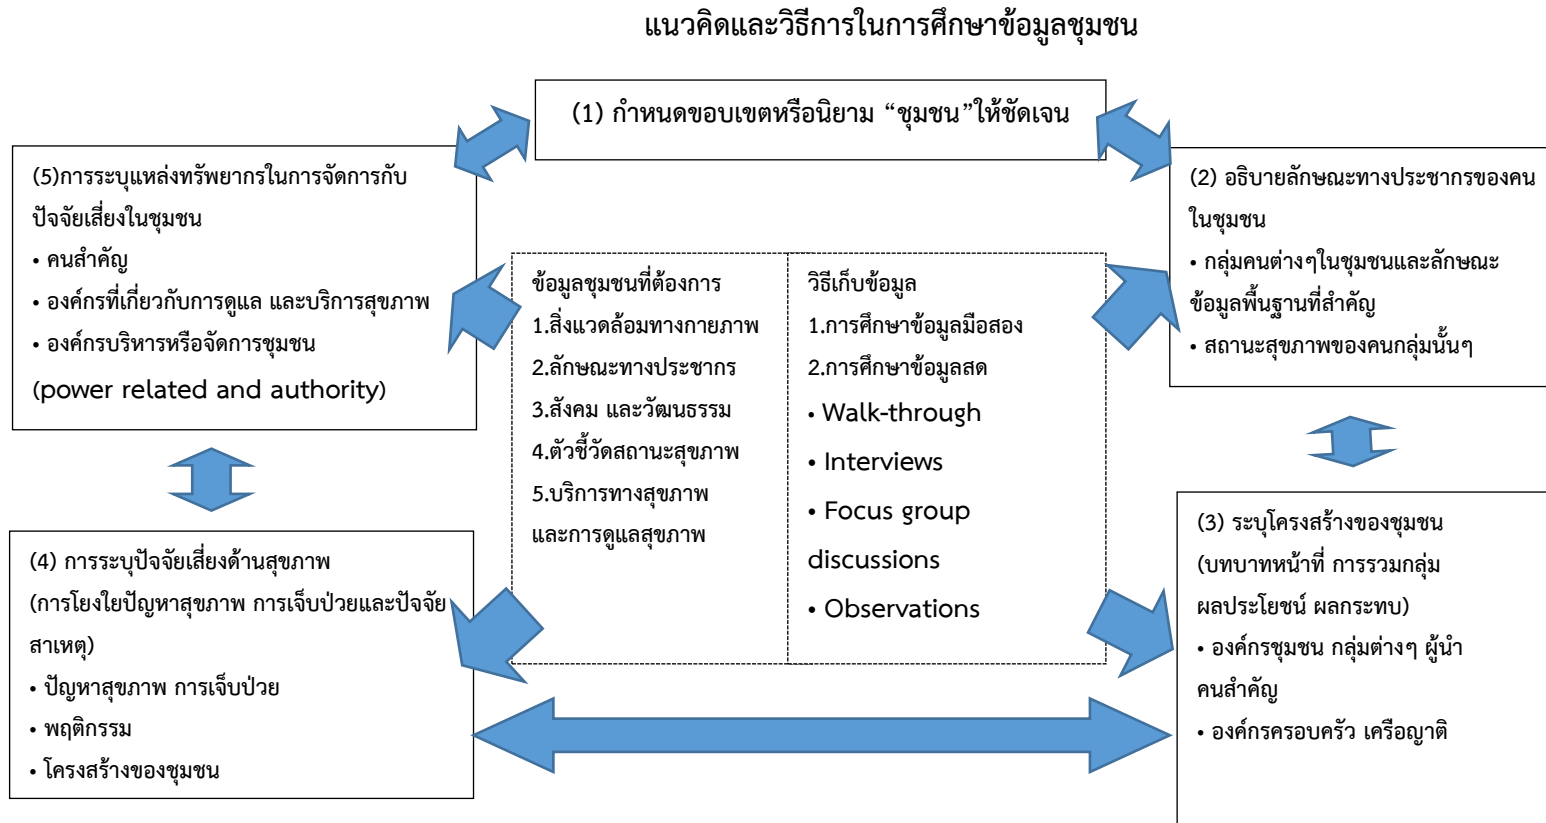 แนวคิดและวิธีการในการศึกษาข้อมูลชุมชน
(1) กำหนดขอบเขตหรือนิยาม “ชุมชน”ให้ชัดเจน
(5)การระบุแหล่งทรัพยากรในการจัดการกับ
ปัจจัยเสี่ยงในชุมชน
• คนสำคัญ
• องค์กรที่เกี่ยวกับการดูแล และบริการสุขภาพ
• องค์กรบริหารหรือจัดการชุมชน
(power related and authority)
(2) อธิบายลักษณะทางประชากรของคน
ในชุมชน
• กลุ่มคนต่างๆในชุมชนและลักษณะ
ข้อมูลพื้นฐานที่สำคัญ
• สถานะสุขภาพของคนกลุ่มนั้นๆ
ข้อมูลชุมชนที่ต้องการ
1.สิ่งแวดล้อมทางกายภาพ
2.ลักษณะทางประชากร
3.สังคม และวัฒนธรรม
4.ตัวชี้วัดสถานะสุขภาพ
5.บริการทางสุขภาพ
และการดูแลสุขภาพ
วิธีเก็บข้อมูล
1.การศึกษาข้อมูลมือสอง
2.การศึกษาข้อมูลสด
• Walk-through
• Interviews
• Focus group
discussions
• Observations
(4) การระบุปัจจัยเสี่ยงด้านสุขภาพ
(การโยงใยปัญหาสุขภาพ การเจ็บป่วยและปัจจัย
สาเหตุ)
• ปัญหาสุขภาพ การเจ็บป่วย
• พฤติกรรม
• โครงสร้างของชุมชน
(3) ระบุโครงสร้างของชุมชน
(บทบาทหน้าที่ การรวมกลุ่ม
ผลประโยชน์ ผลกระทบ)
• องค์กรชุมชน กลุ่มต่างๆ ผู้นำ
คนสำคัญ
• องค์กรครอบครัว เครือญาติ